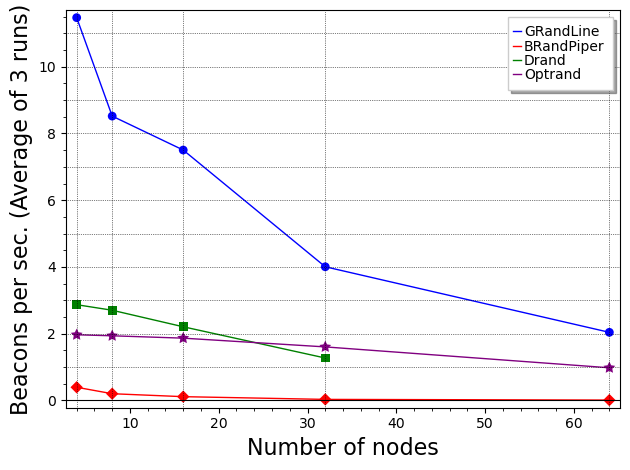 Beacons per sec. (Average of 3 runs)
10
8
6
4
2
0
GRandLine
BRandPiper
Drand
Optrand
10 20 30 40 50 60
Number of nodes